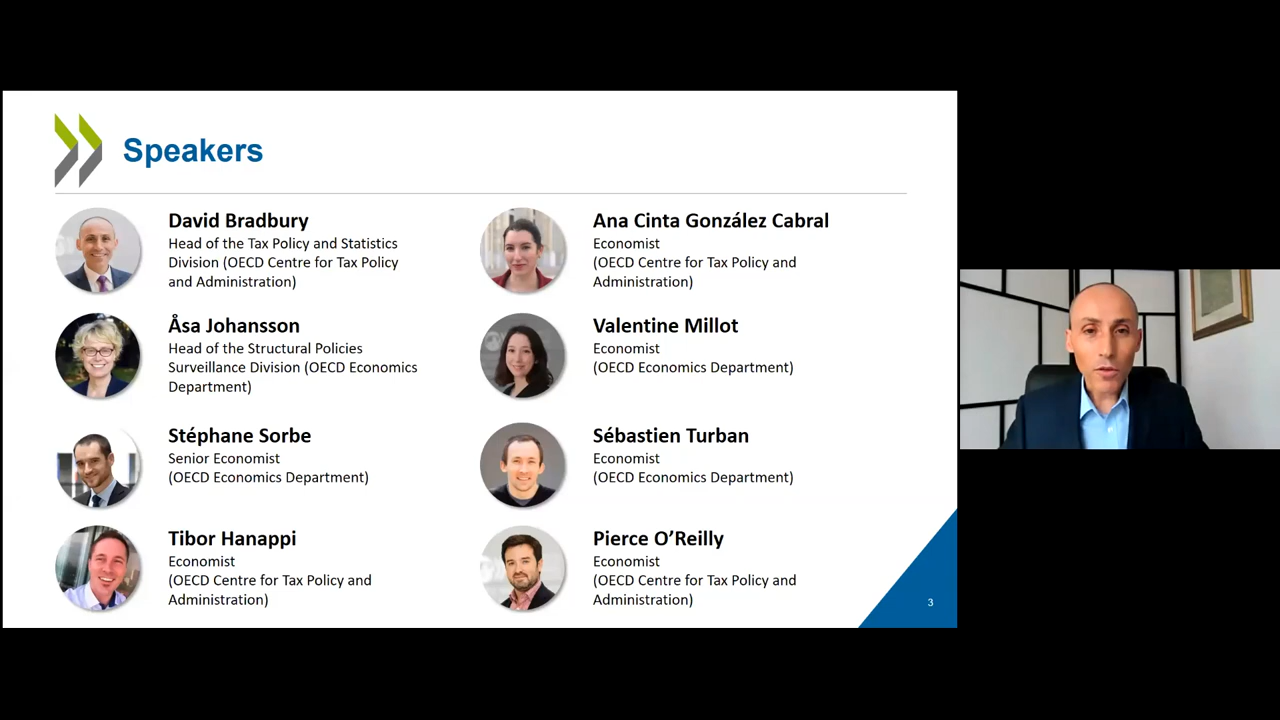 Speakers
David Bradbury
Head of the Tax Policy and Statistics
Division (OECD Centre for Tax Policy
and Administration)
Åsa Johansson
Head of the Structural Policies
Surveillance Division (OECD Economics
Department)
Stéphane Sorbe
Senior Economist
(OECD Economics Department)
Tibor Hanappi
Economist
(OECD Centre for Tax Policy and
Administration)
Ana Cinta González Cabral
Economist
(OECD Centre for Tax Policy and
Administration)
Valentine Millot
Economist
(OECD Economics Department)
Sébastien Turban
Economist
(OECD Economics Department)
Pierce O’Reilly
Economist
(OECD Centre for Tax Policy and
Administration)
3